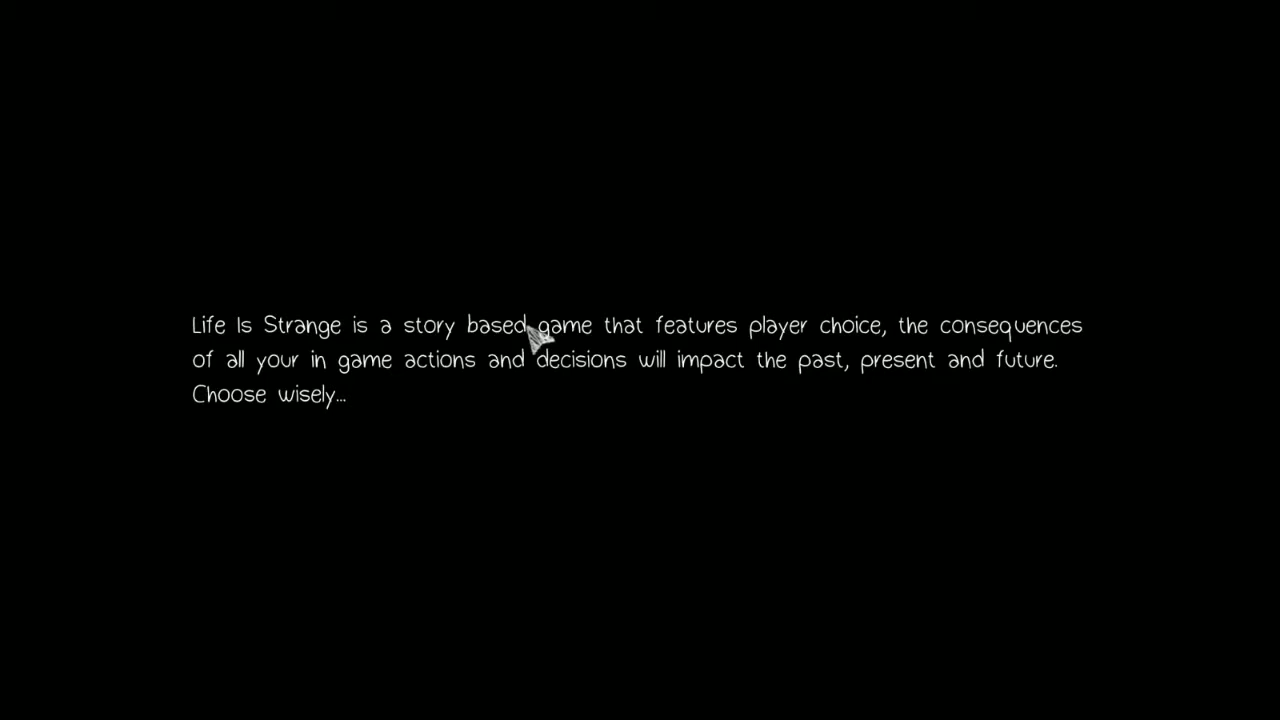 Life Is Strange is a story based game that features player choice, the consequences
of all your in game actions and decisions will impact the past, present and future.
Choose wisely...